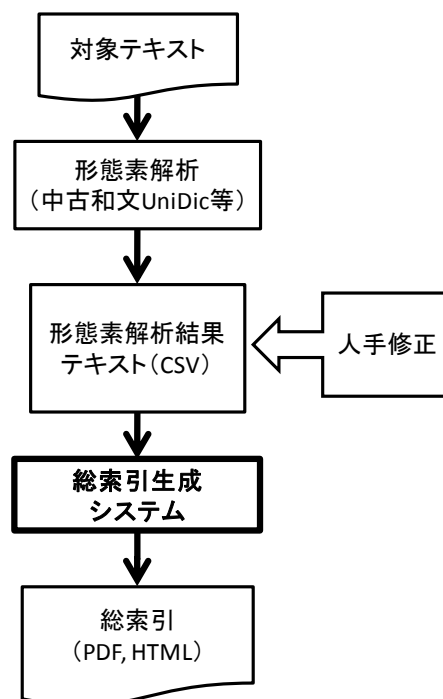 対象テキスト
形態素解析
（中古和文UniDic等）
形態素解析結果
テキスト（CSV）
人手修正
総索引生成
システム
総索引
（PDF, HTML）